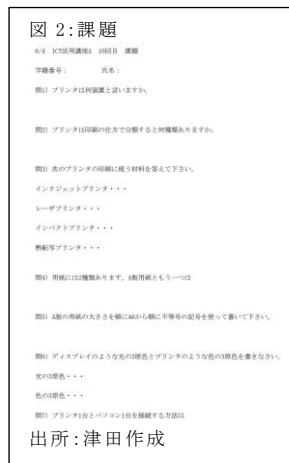 図 2:課題
6/4 ICT活用講座A 10回目 課題
学籍番号: 氏名:
問1) プリンタは何装置と言いますか。
問2) プリンタは印刷の仕方で分類すると何種類ありますか。
問3) 次のプリンタの印刷に使う材料を答えて下さい。
インクジェットプリンタ・・・
レーザプリンタ・・・
インパクトプリンタ・・・
熱転写プリンタ・・・
問4) 用紙には2種類あります、A版用紙ともう一つは
問5) A版の用紙の大きさを順にA6から順に不等号の記号を使って書いて下さい。
問6) ディスプレイのような光の3原色とプリンタのような色の3原色を書きなさい。
光の3原色・・・
色の3原色・・・
問7) プリンタ1台とパソコン1台を接続する方法は
出所:津田作成